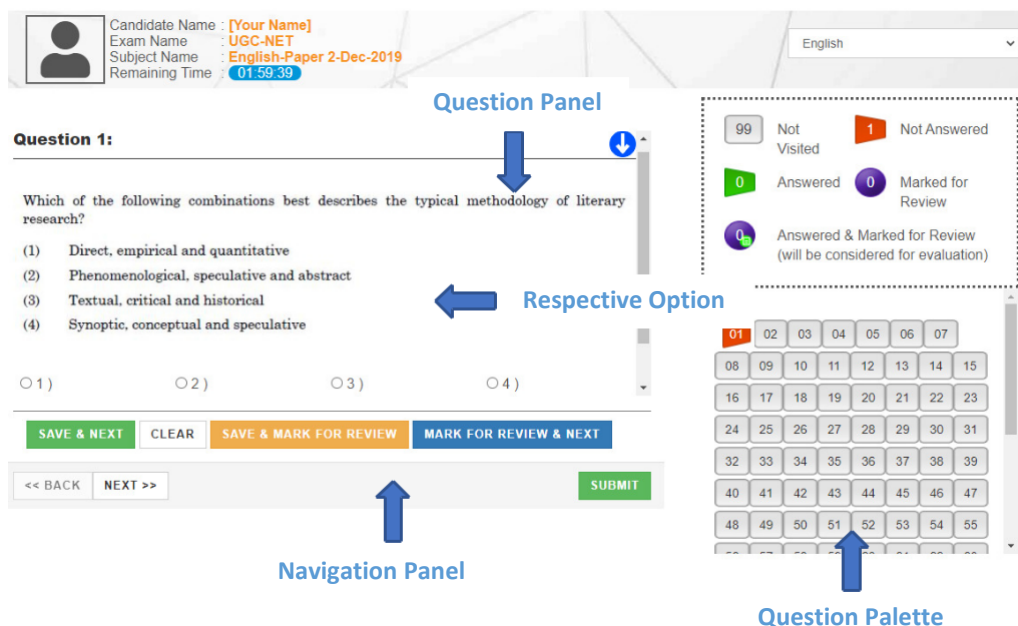 Candidate Name : [Your Name]
Exam Name : UGC-NET
Subject Name : English-Paper 2-Dec-2019
Remaining Time : 01:59:39
English
Question Panel
Question 1:
Which of the following combinations best describes the typical methodology of literary
research?
(1) Direct, empirical and quantitative
(2) Phenomenological, speculative and abstract
(3) Textual, critical and historical
(4) Synoptic, conceptual and speculative
Respective Option
1 ) 2 ) 3 ) 4 )
SAVE & NEXT CLEAR SAVE & MARK FOR REVIEW MARK FOR REVIEW & NEXT
<< BACK NEXT >> SUBMIT
Navigation Panel
99 Not Visited 1 Not Answered
0 Answered 0 Marked for Review
0 Answered & Marked for Review
(will be considered for evaluation)
01 02 03 04 05 06 07
08 09 10 11 12 13 14 15
16 17 18 19 20 21 22 23
24 25 26 27 28 29 30 31
32 33 34 35 36 37 38 39
40 41 42 43 44 45 46 47
48 49 50 51 52 53 54 55
Question Palette